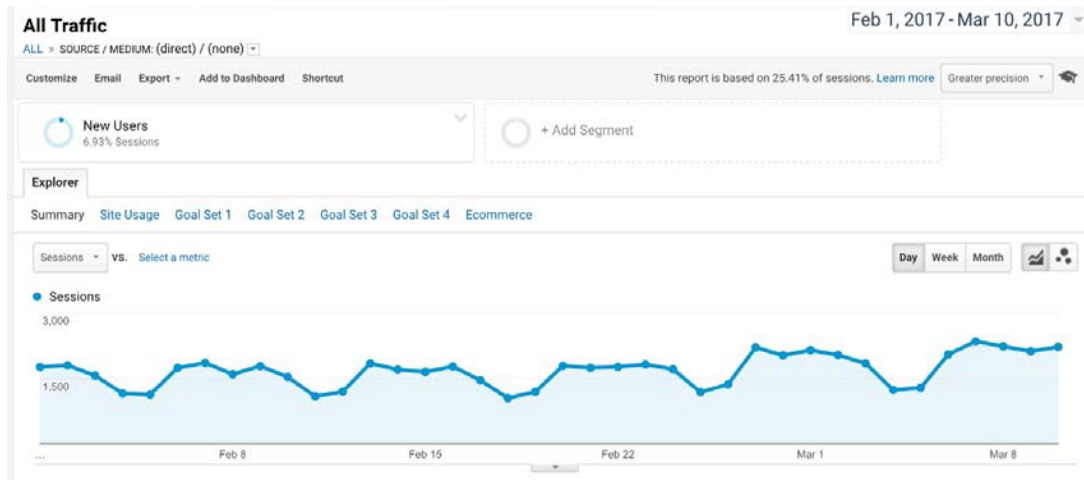 All Traffic
Feb 1, 2017 - Mar 10, 2017
ALL » SOURCE / MEDIUM: (direct) / (none)
Customize Email Export Add to Dashboard Shortcut
This report is based on 25.41% of sessions. Learn more Greater precision
New Users
6.93% Sessions
+ Add Segment
Explorer
Summary Site Usage Goal Set 1 Goal Set 2 Goal Set 3 Goal Set 4 Ecommerce
Sessions VS. Select a metric
Day Week Month
Sessions
3,000
1,500
... Feb 8 Feb 15 Feb 22 Mar 1 Mar 8